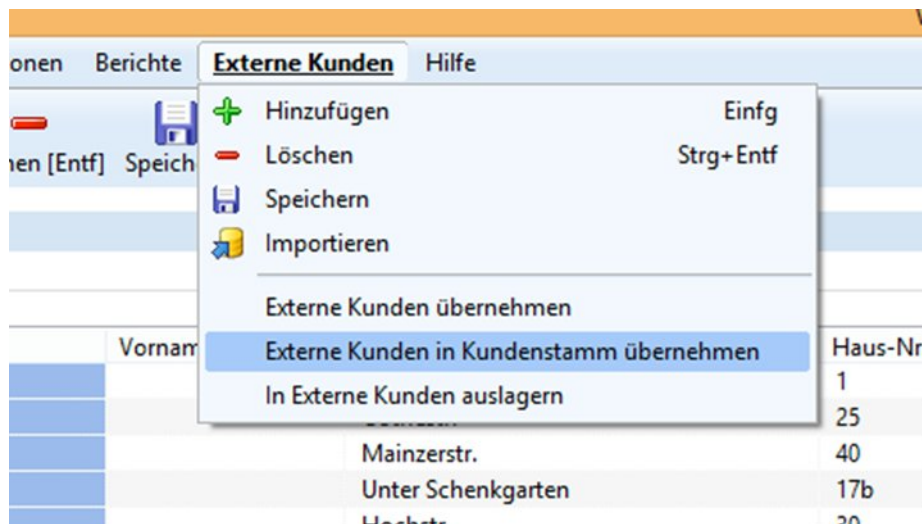 onen Berichte Externe Kunden Hilfe
Hinzufügen Einfg
nen [Entf] Speich
Löschen Strg+Entf
Speichern
Importieren
Externe Kunden übernehmen
Vornam Externe Kunden in Kundenstamm übernehmen Haus-Nr
1
In Externe Kunden auslagern
25
Mainzerstr. 40
Unter Schenkgarten 17b